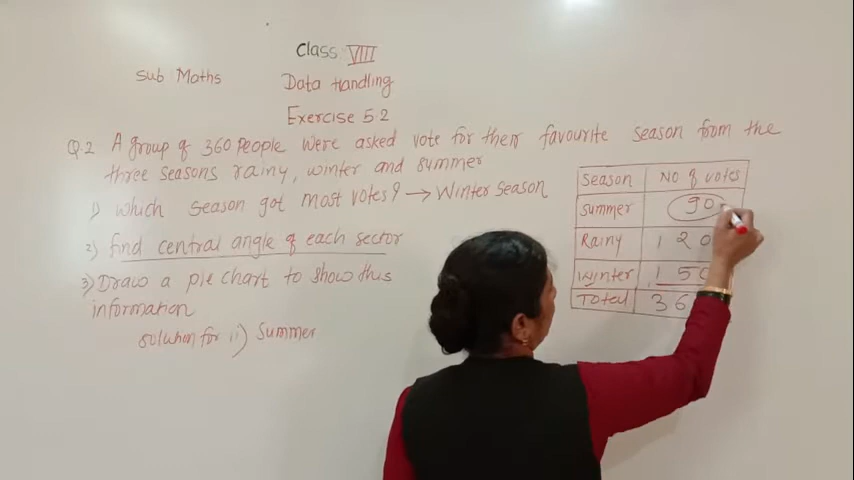 Class VIII
Sub Maths
Data Handling
Exercise 5.2
Q.2 A group of 360 people were asked vote for their favourite season from the
three seasons rainy, winter and summer
1) which season got most votes? → Winter season
2) find central angle of each sector
3) Draw a pie chart to show this
information
solution for ii) Summer
Season No of votes
Summer 90
Rainy 120
Winter 150
Total 36